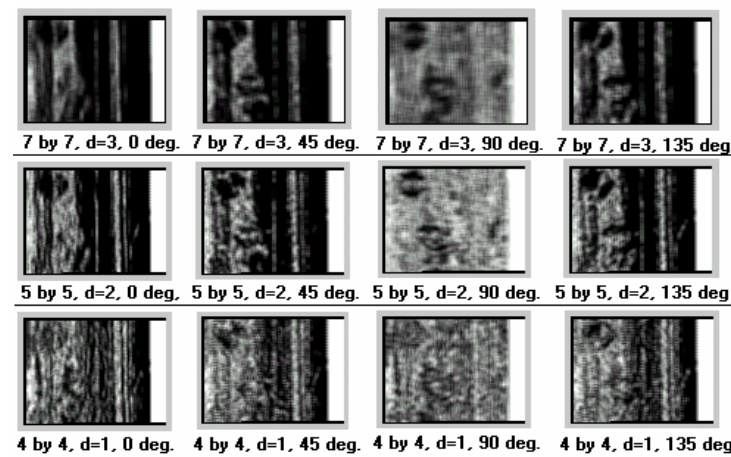 7 by 7, d=3, 0 deg. 7 by 7, d=3, 45 deg. 7 by 7, d=3, 90 deg. 7 by 7, d=3, 135 deg
5 by 5, d=2, 0 deg, 5 by 5, d=2, 45 deg. 5 by 5, d=2, 90 deg. 5 by 5, d=2, 135 deg
4 by 4, d=1, 0 deg. 4 by 4, d=1, 45 deg. 4 by 4, d=1, 90 deg. 4 by 4, d=1, 135 deg